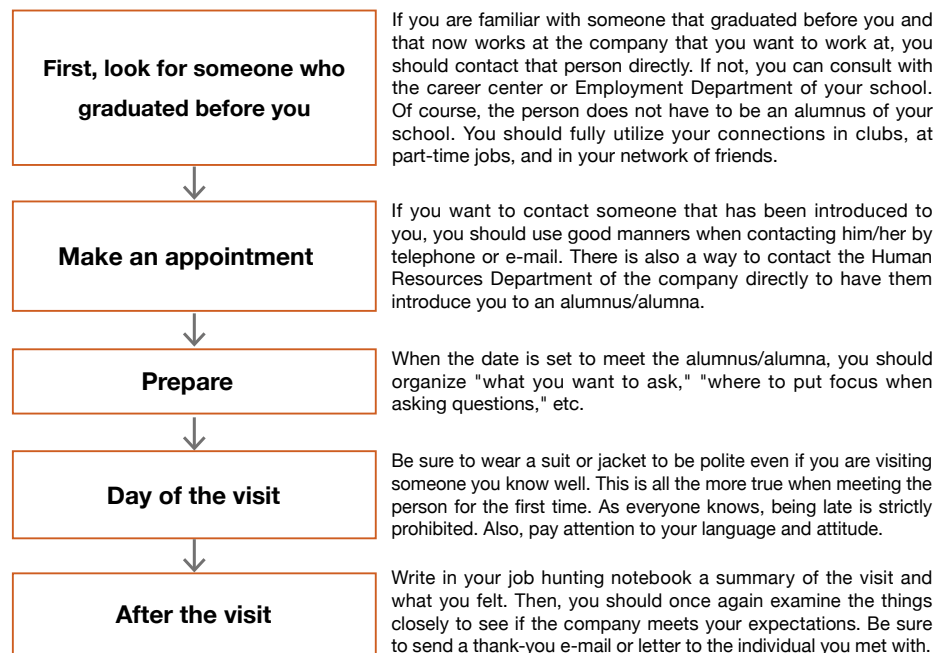 First, look for someone who
graduated before you
If you are familiar with someone that graduated before you and
that now works at the company that you want to work at, you
should contact that person directly. If not, you can consult with
the career center or Employment Department of your school.
Of course, the person does not have to be an alumnus of your
school. You should fully utilize your connections in clubs, at
part-time jobs, and in your network of friends.
Make an appointment
If you want to contact someone that has been introduced to
you, you should use good manners when contacting him/her by
telephone or e-mail. There is also a way to contact the Human
Resources Department of the company directly to have them
introduce you to an alumnus/alumna.
Prepare
When the date is set to meet the alumnus/alumna, you should
organize "what you want to ask," "where to put focus when
asking questions," etc.
Day of the visit
Be sure to wear a suit or jacket to be polite even if you are visiting
someone you know well. This is all the more true when meeting the
person for the first time. As everyone knows, being late is strictly
prohibited. Also, pay attention to your language and attitude.
After the visit
Write in your job hunting notebook a summary of the visit and
what you felt. Then, you should once again examine the things
closely to see if the company meets your expectations. Be sure
to send a thank-you e-mail or letter to the individual you met with.